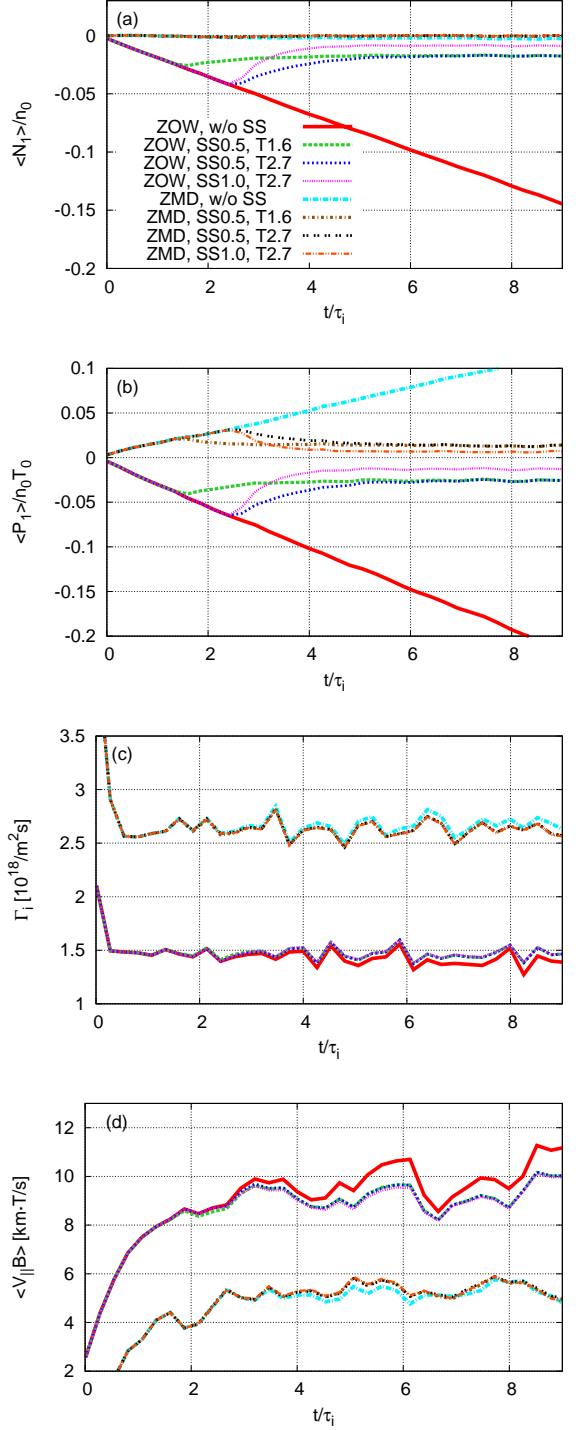 (a)
0
-0.05
-0.1
-0.15
-0.2
<N₁>/n₀
ZOW, w/o SS
ZOW, SS0.5, T1.6
ZOW, SS0.5, T2.7
ZOW, SS1.0, T2.7
ZMD, w/o SS
ZMD, SS0.5, T1.6
ZMD, SS0.5, T2.7
ZMD, SS1.0, T2.7
0 2 4 6 8
t/τᵢ
(b)
0.1
0.05
0
-0.05
-0.1
-0.15
-0.2
<P₁>/n₀T₀
0 2 4 6 8
t/τᵢ
(c)
3.5
3
2.5
2
1.5
1
Γᵢ [10¹⁸/m²s]
0 2 4 6 8
t/τᵢ
(d)
12
10
8
6
4
2
<V||B> [km·T/s]
0 2 4 6 8
t/τᵢ